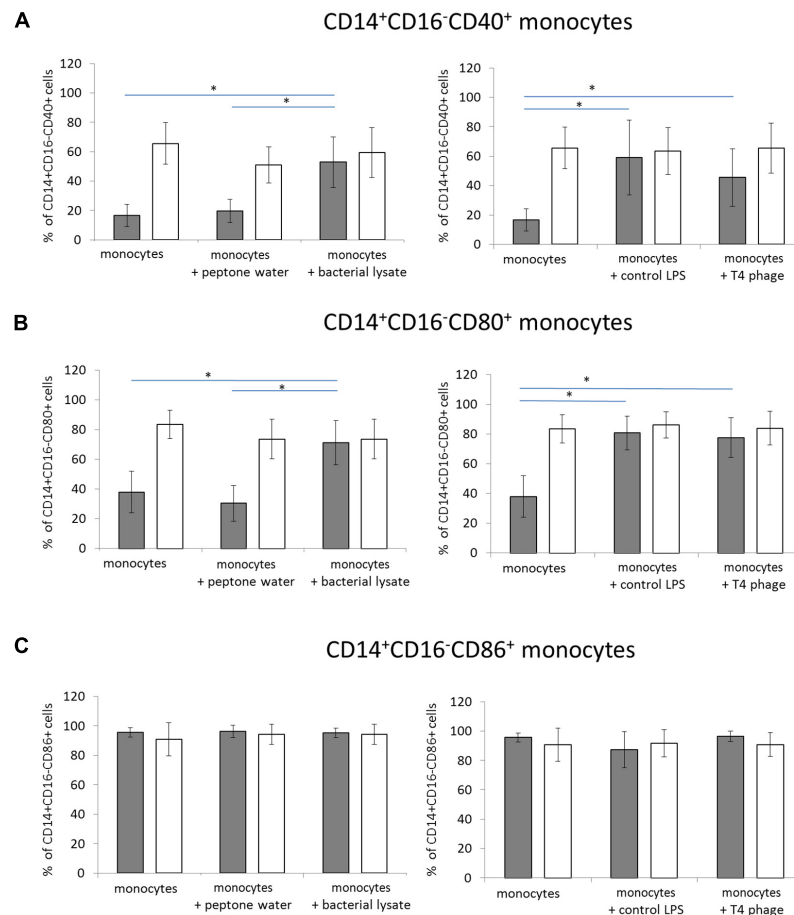 A
CD14⁺CD16⁻CD40⁺ monocytes
% of CD14+CD16-CD40+ cells
120
100
80
60
40
20
0
*
*
monocytes
monocytes
+ peptone water
monocytes
+ bacterial lysate
% of CD14+CD16-CD40+ cells
120
100
80
60
40
20
0
*
*
monocytes
monocytes
+ control LPS
monocytes
+ T4 phage
B
CD14⁺CD16⁻CD80⁺ monocytes
% of CD14+CD16-CD80+ cells
120
100
80
60
40
20
0
*
*
monocytes
monocytes
+ peptone water
monocytes
+ bacterial lysate
% of CD14+CD16-CD80+ cells
120
100
80
60
40
20
0
*
*
monocytes
monocytes
+ control LPS
monocytes
+ T4 phage
C
CD14⁺CD16⁻CD86⁺ monocytes
% of CD14+CD16-CD86+ cells
120
100
80
60
40
20
0
monocytes
monocytes
+ peptone water
monocytes
+ bacterial lysate
% of CD14+CD16-CD86+ cells
120
100
80
60
40
20
0
monocytes
monocytes
+ control LPS
monocytes
+ T4 phage